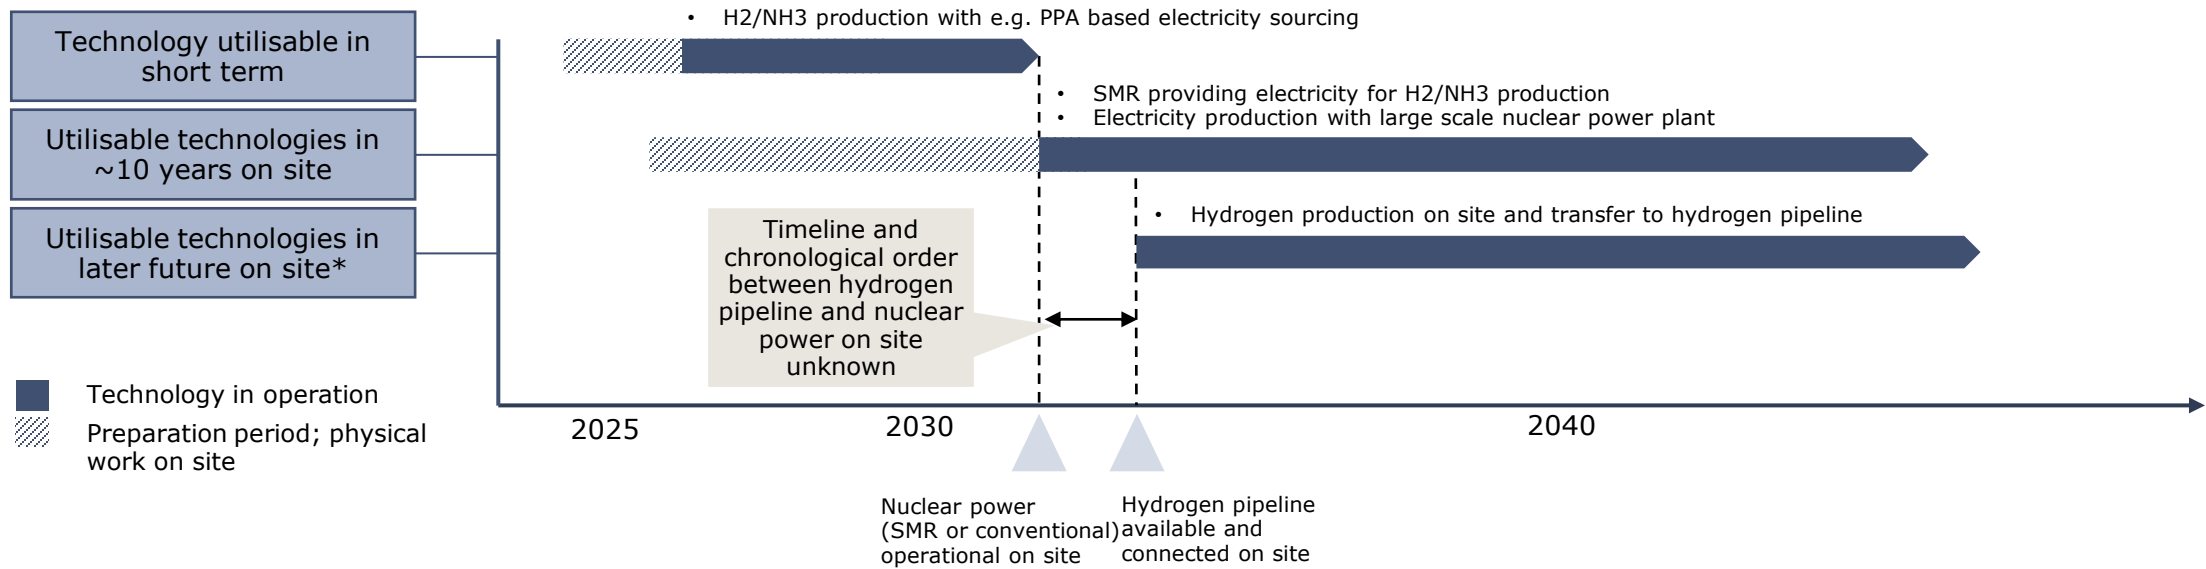 Technology utilisable in
short term
• H2/NH3 production with e.g. PPA based electricity sourcing
Utilisable technologies in
~10 years on site
• SMR providing electricity for H2/NH3 production
• Electricity production with large scale nuclear power plant
Utilisable technologies in
later future on site*
• Hydrogen production on site and transfer to hydrogen pipeline
Timeline and
chronological order
between hydrogen
pipeline and nuclear
power on site
unknown
Technology in operation
Preparation period; physical
work on site
2025
2030
2040
Nuclear power
(SMR or conventional)
operational on site
Hydrogen pipeline
available and
connected on site